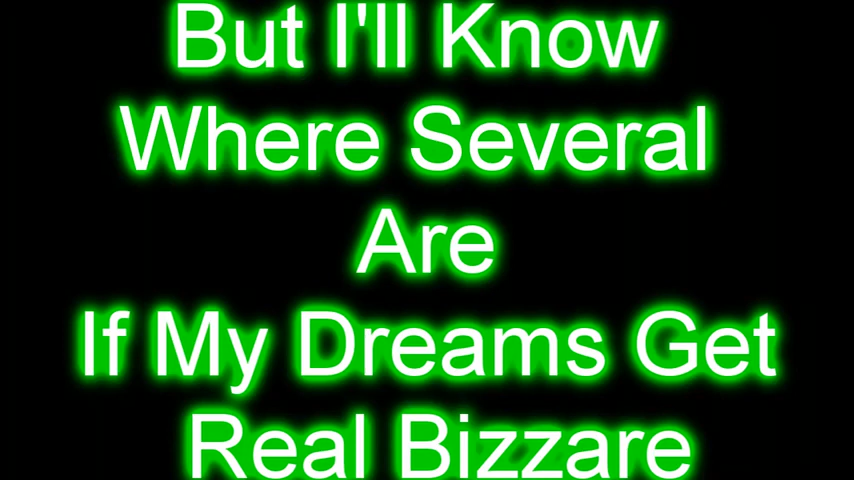 But I'll Know
Where Several
Are
If My Dreams Get
Real Bizzare